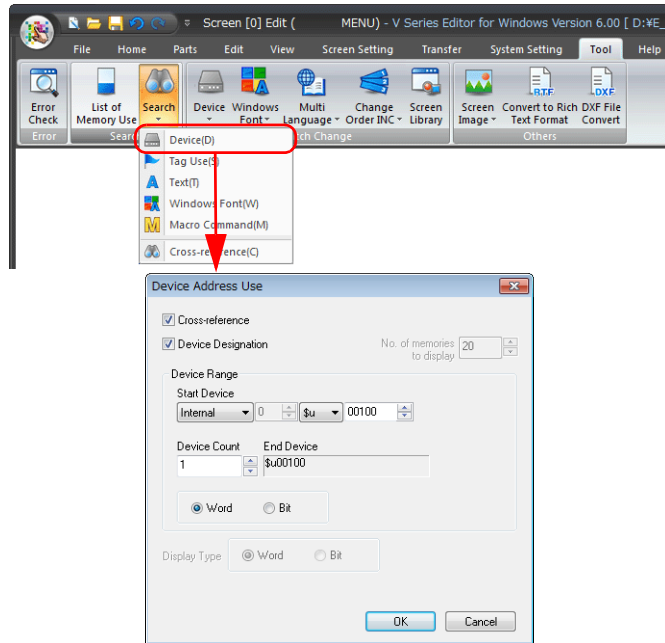 Screen [0] Edit ( MENU) - V Series Editor for Windows Version 6.00 [ D:¥E_
File Home Parts Edit View Screen Setting Transfer System Setting Tool Help
Error Check
List of Memory Use
Search
Device
Windows Font
Multi Language
Change Order INC
Screen Library
Screen Image
Convert to Rich Text Format
DXF File Convert
R.T.F
DXF
Error
Sear
tch Change
Others
Device(D)
Tag Use(S)
Text(T)
Windows Font(W)
Macro Command(M)
Cross-reference(C)
Device Address Use
Cross-reference
Device Designation
No. of memories to display 20
Device Range
Start Device
Internal 0 $u 00100
Device Count End Device
1 $u00100
Word Bit
Display Type Word Bit
OK Cancel